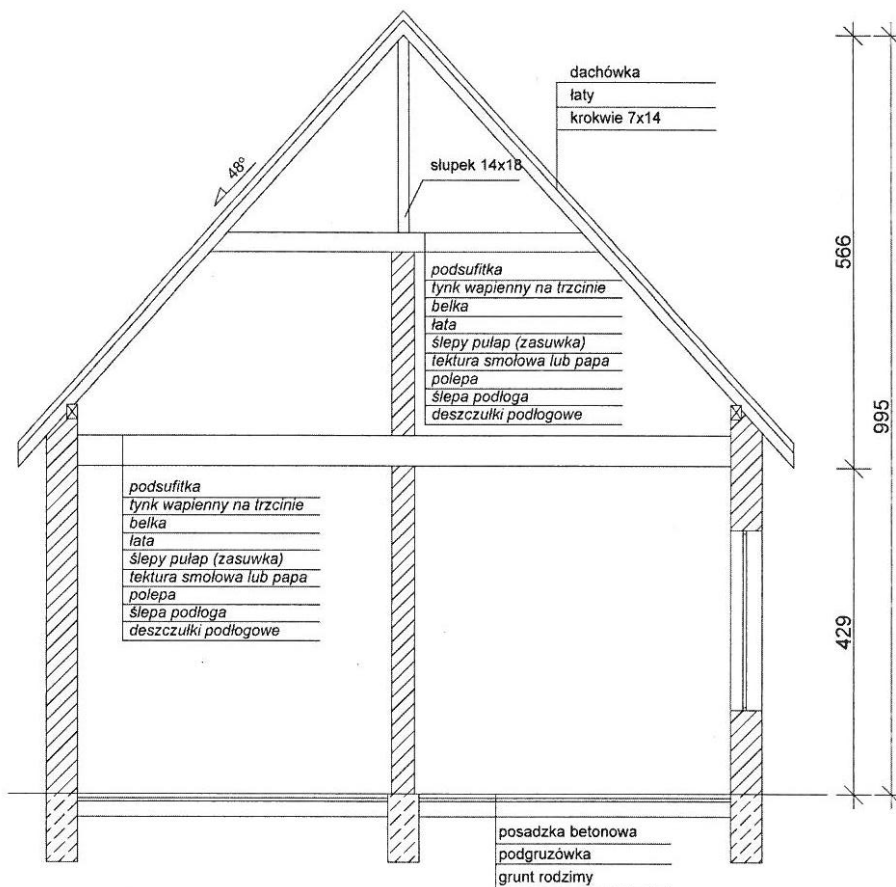 dachówka
łaty
krokwie 7x14
48°
słupek 14x18
566
995
podsufitka
tynk wapienny na trzcinie
belka
łata
ślepy pułap (zasuwka)
tektura smołowa lub papa
polepa
ślepa podłoga
deszczułki podłogowe
podsufitka
tynk wapienny na trzcinie
belka
łata
ślepy pułap (zasuwka)
tektura smołowa lub papa
polepa
ślepa podłoga
deszczułki podłogowe
429
posadzka betonowa
podgruzówka
grunt rodzimy